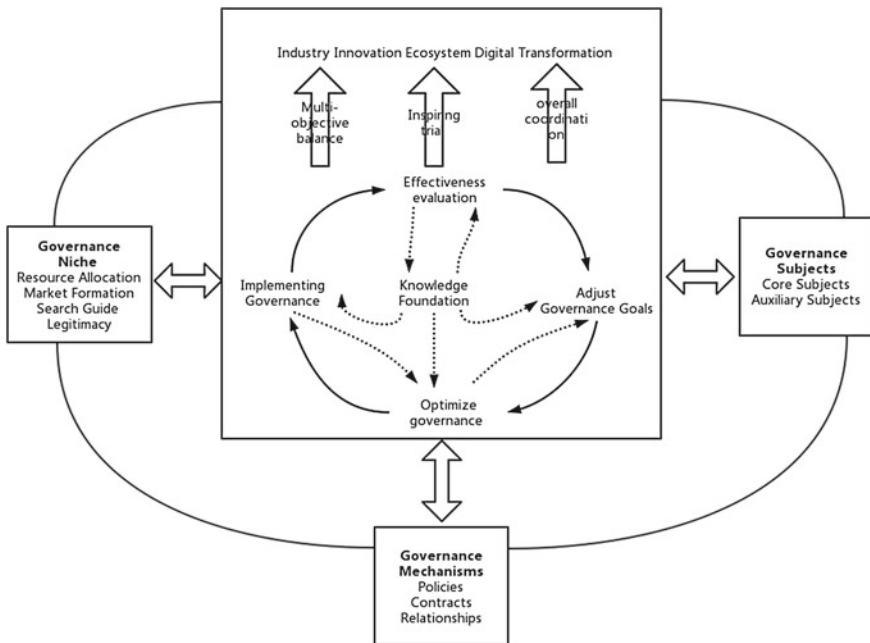 Industry Innovation Ecosystem Digital Transformation
Multi-
objective
balance
Inspiring
trial
overall
coordinati
on
Effectiveness
evaluation
Governance
Niche
Resource Allocation
Market Formation
Search Guide
Legitimacy
Implementing
Governance
Knowledge
Foundation
Adjust
Governance Goals
Governance
Subjects
Core Subjects
Auxiliary Subjects
Optimize
governance
Governance
Mechanisms
Policies
Contracts
Relationships